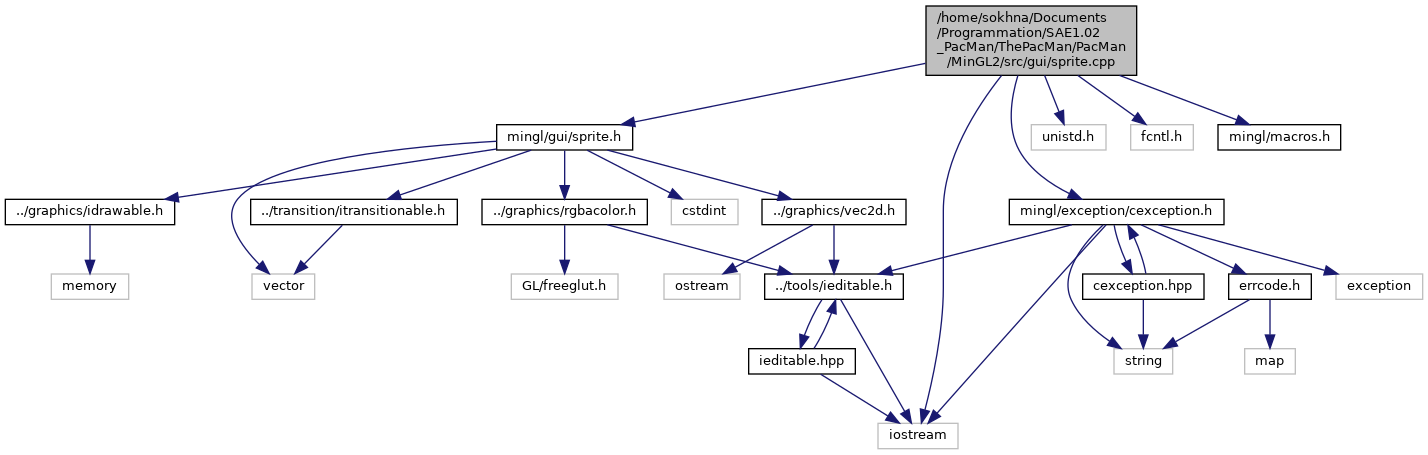 /home/sokhna/Documents
/Programmation/SAE1.02
_PacMan/ThePacMan/PacMan
/MinGL2/src/gui/sprite.cpp
mingl/gui/sprite.h
unistd.h
fcntl.h
mingl/macros.h
../graphics/idrawable.h
../transition/itransitionable.h
../graphics/rgbacolor.h
cstdint
../graphics/vec2d.h
mingl/exception/cexception.h
memory
vector
GL/freeglut.h
ostream
../tools/ieditable.h
cexception.hpp
errcode.h
exception
ieditable.hpp
string
map
iostream